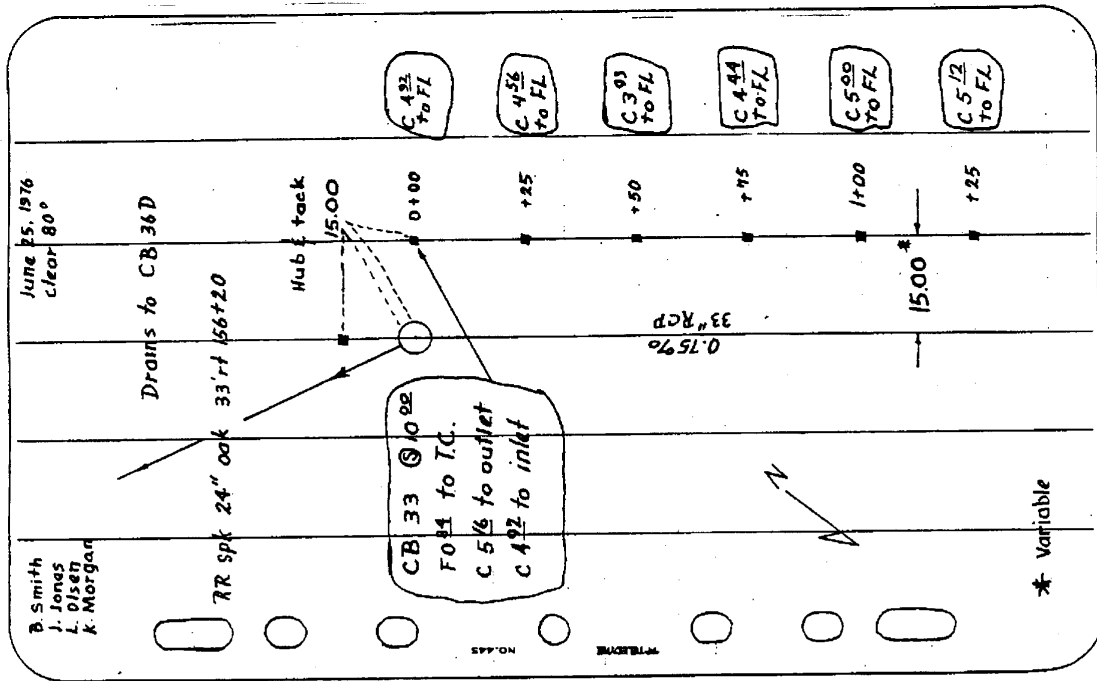 B. Smith
J. Jones
L. Olsen
K. Morgan
June 25, 1976
clear 80°
Drains to CB 36D
RR Spk 24" oak 33' rt 156+20
Hub & tack
15.00
CB 33 Ⓢ 10 00
F 0 84 to T.C.
C 5 16 to outlet
C 4 92 to inlet
0+00
C 4 92
to FL
+25
C 4 56
to FL
+50
C 3 93
to FL
0.75%
33" RCP
+75
C 4 44
to FL
1+00
C 5 00
to FL
15.00 *
+25
C 5 12
to FL
* Variable
NO. 445
TELEDYNE
N